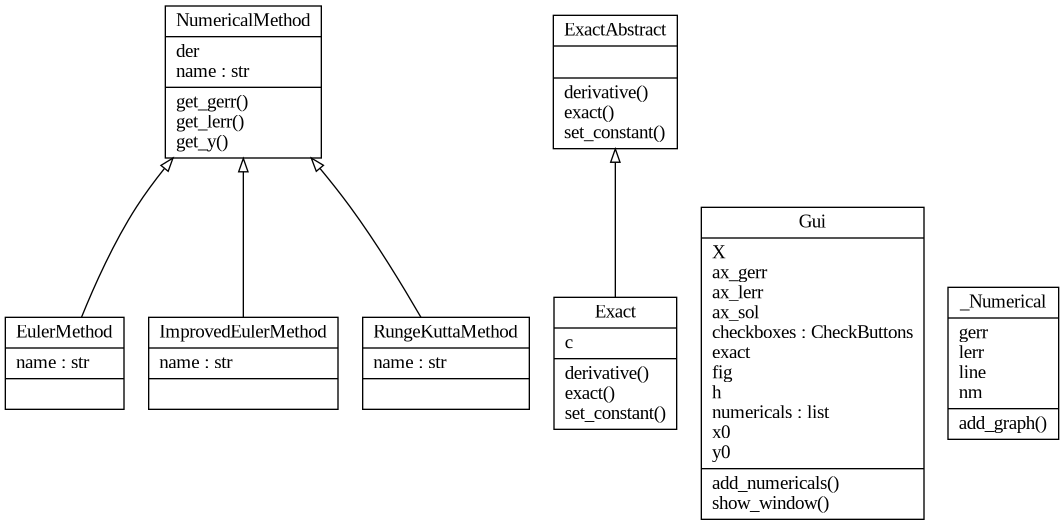 NumericalMethod
der
name : str
get_gerr()
get_lerr()
get_y()
ExactAbstract
derivative()
exact()
set_constant()
EulerMethod
name : str
ImprovedEulerMethod
name : str
RungeKuttaMethod
name : str
Exact
c
derivative()
exact()
set_constant()
Gui
X
ax_gerr
ax_lerr
ax_sol
checkboxes : CheckButtons
exact
fig
h
numericals : list
x0
y0
add_numericals()
show_window()
_Numerical
gerr
lerr
line
nm
add_graph()